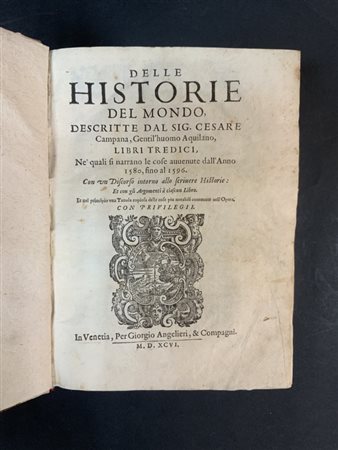 DELLE
HISTORIE
DEL MONDO,
DESCRITTE DAL SIG. CESARE
Campana, Gentil'huomo Aquilano,
LIBRI TREDICI,
Ne' quali si narrano le cose auuenute dall'Anno
1580, fino al 1596.
Con vn Discorso intorno allo scriuere Historie:
Et con gli Argomenti à ciascun Libro.
Et nel principio vna Tauola copiosa delle cose più notabili contenute nell'Opera.
CON PRIVILEGII.
In Venetia, Per Giorgio Angelieri, & Compagni.
M. D. XCVI.